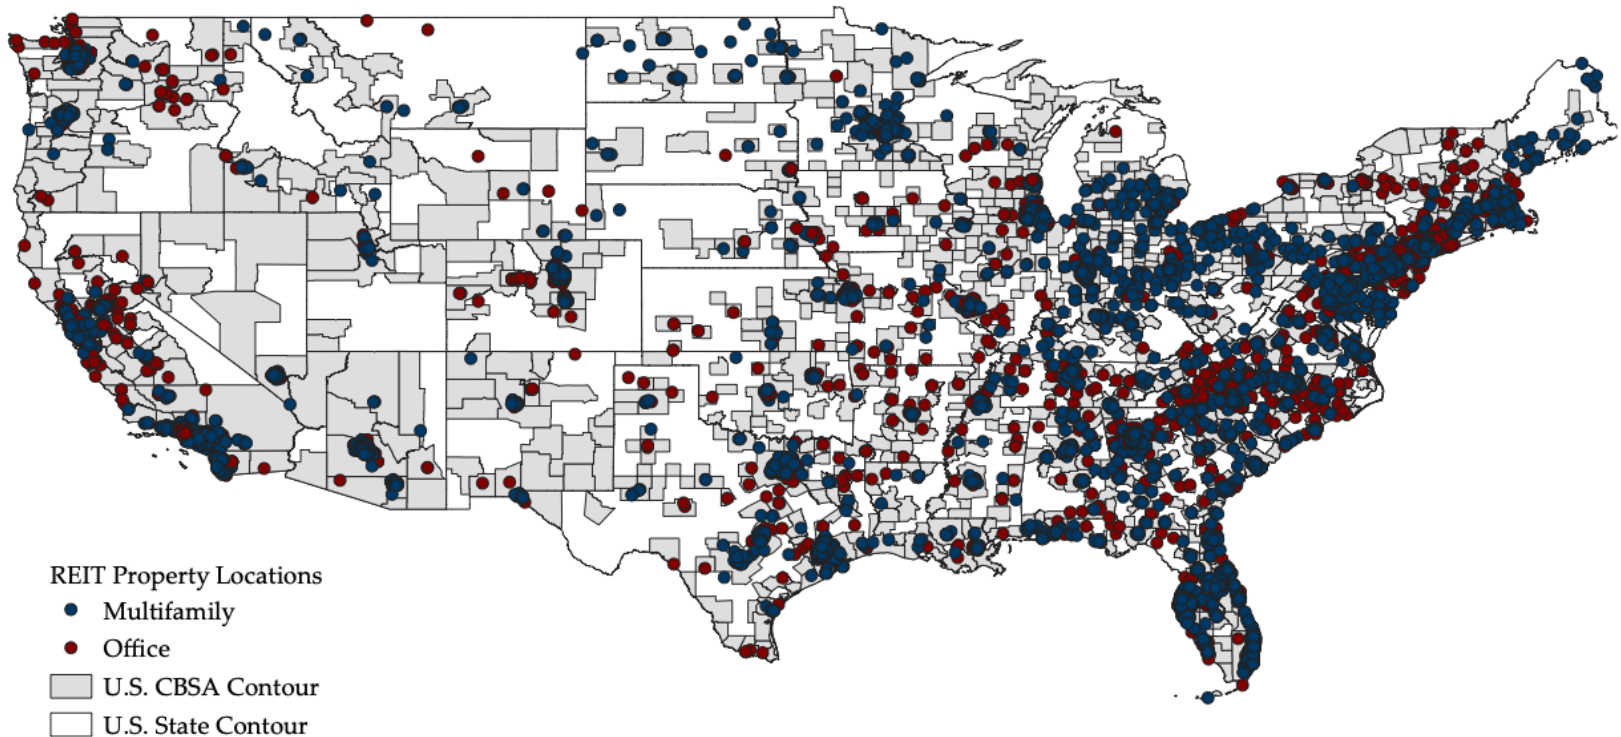 REIT Property Locations
Multifamily
Office
U.S. CBSA Contour
U.S. State Contour